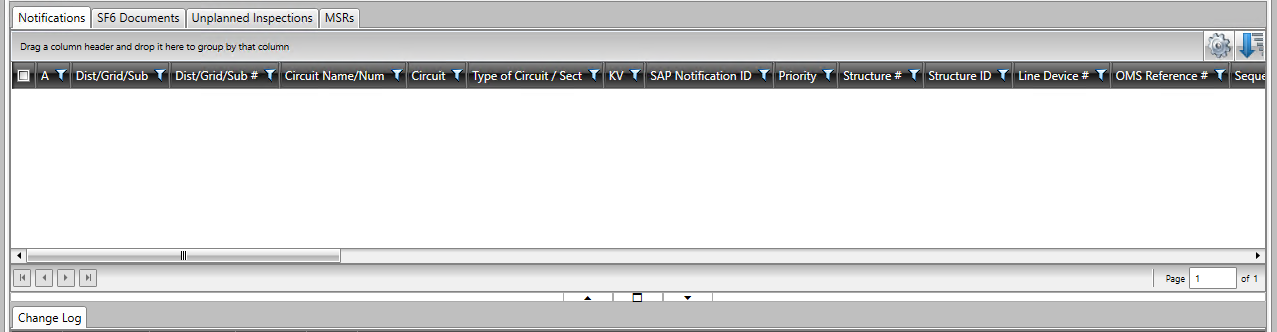 Notifications SF6 Documents Unplanned Inspections MSRs
Drag a column header and drop it here to group by that column
A Dist/Grid/Sub Dist/Grid/Sub # Circuit Name/Num Circuit Type of Circuit / Sect KV SAP Notification ID Priority Structure # Structure ID Line Device # OMS Reference # Seque
Page 1 of 1
Change Log